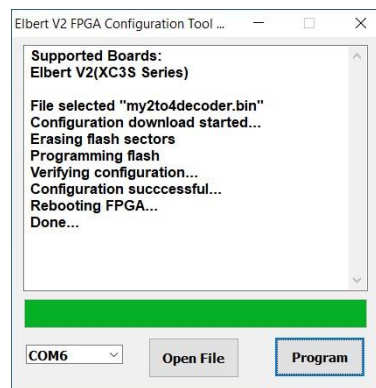 Elbert V2 FPGA Configuration Tool ...
Supported Boards:
Elbert V2(XC3S Series)
File selected "my2to4decoder.bin"
Configuration download started...
Erasing flash sectors
Programming flash
Verifying configuration...
Configuration succcessful...
Rebooting FPGA...
Done...
COM6
Open File
Program